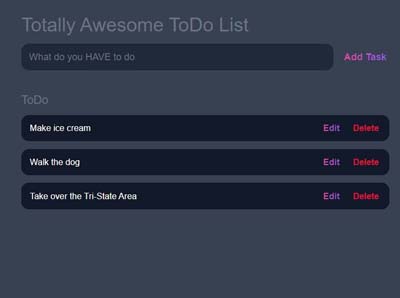 Totally Awesome ToDo List
What do you HAVE to do
Add Task
ToDo
Make ice cream
Edit
Delete
Walk the dog
Edit
Delete
Take over the Tri-State Area
Edit
Delete